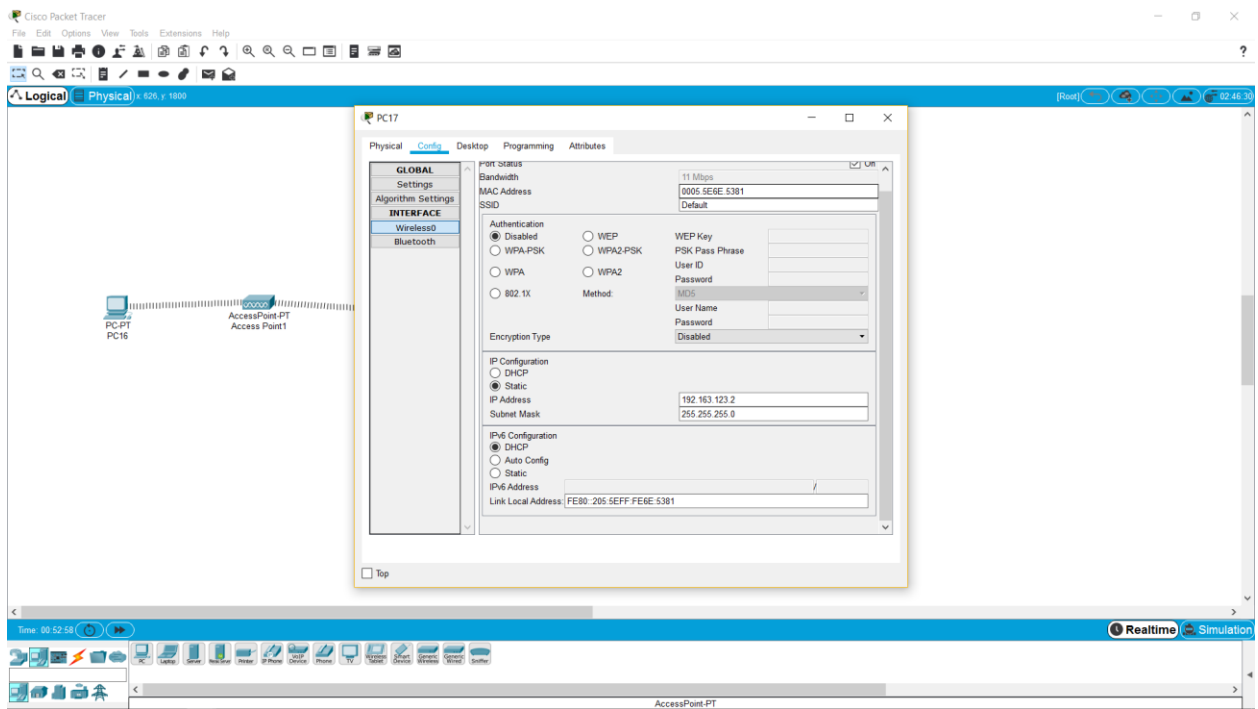 Cisco Packet Tracer
File Edit Options View Tools Extensions Help
?
Logical Physical x: 626, y: 1800 [Root] 02:46:30
PC17
Physical Config Desktop Programming Attributes
GLOBAL
Settings
Algorithm Settings
INTERFACE
Wireless0
Bluetooth
Port Status On
Bandwidth 11 Mbps
MAC Address 0005.5E6E.5381
SSID Default
Authentication
Disabled WEP WEP Key
WPA-PSK WPA2-PSK PSK Pass Phrase
User ID
WPA WPA2
Password
802.1X Method: MD5
User Name
Password
Encryption Type Disabled
IP Configuration
DHCP
Static
IP Address 192.163.123.2
Subnet Mask 255.255.255.0
IPv6 Configuration
DHCP
Auto Config
Static
IPv6 Address /
Link Local Address: FE80::205:5EFF:FE6E:5381
Top
PC-PT
PC16
AccessPoint-PT
Access Point1
Time: 00:52:58 Realtime Simulation
PC Laptop Server Printer IP Phone VoIP Device Phone TV Wireless Tablet Smart Device Generic Wireless Generic Wired Sniffer
AccessPoint-PT